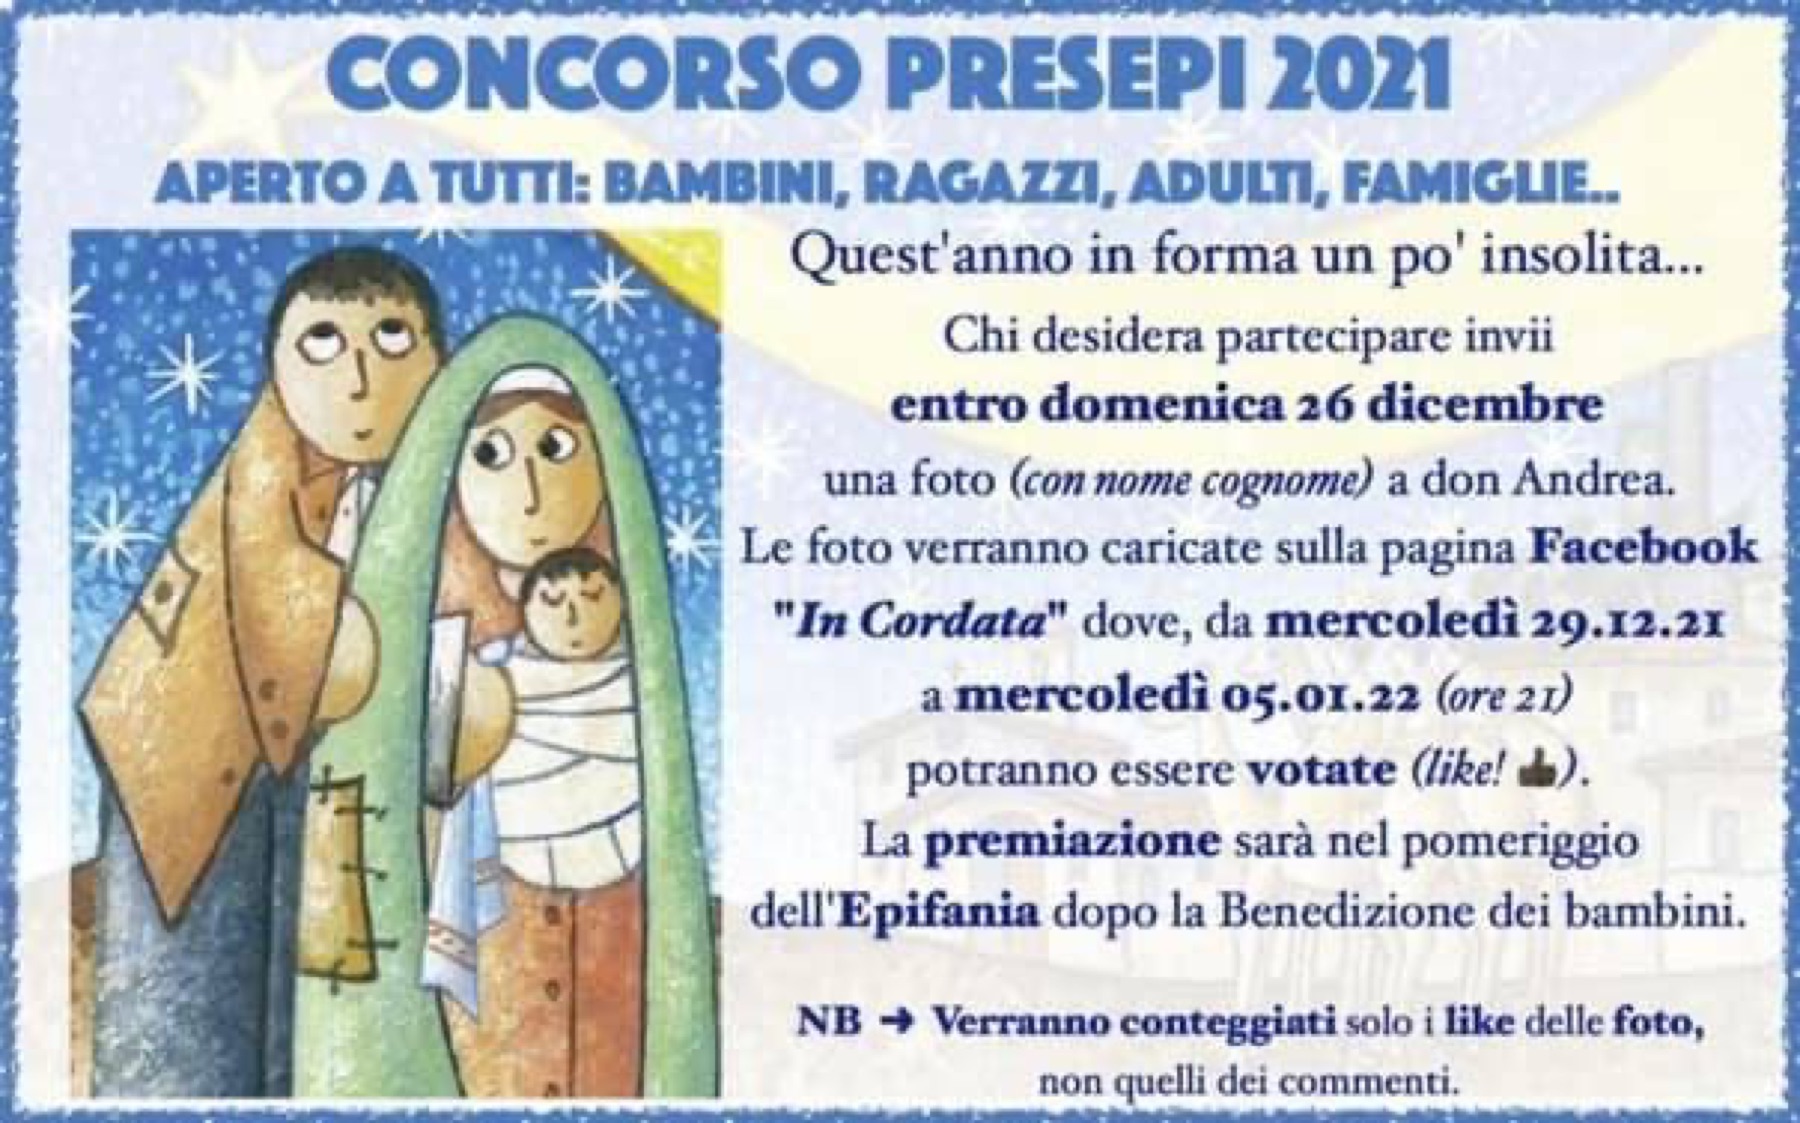 CONCORSO PRESEPI 2021
APERTO A TUTTI: BAMBINI, RAGAZZI, ADULTI, FAMIGLIE..
Quest'anno in forma un po' insolita...
Chi desidera partecipare invii
entro domenica 26 dicembre
una foto (con nome cognome) a don Andrea.
Le foto verranno caricate sulla pagina Facebook
"In Cordata" dove, da mercoledì 29.12.21
a mercoledì 05.01.22 (ore 21)
potranno essere votate (like! 👍).
La premiazione sarà nel pomeriggio
dell'Epifania dopo la Benedizione dei bambini.
NB → Verranno conteggiati solo i like delle foto,
non quelli dei commenti.